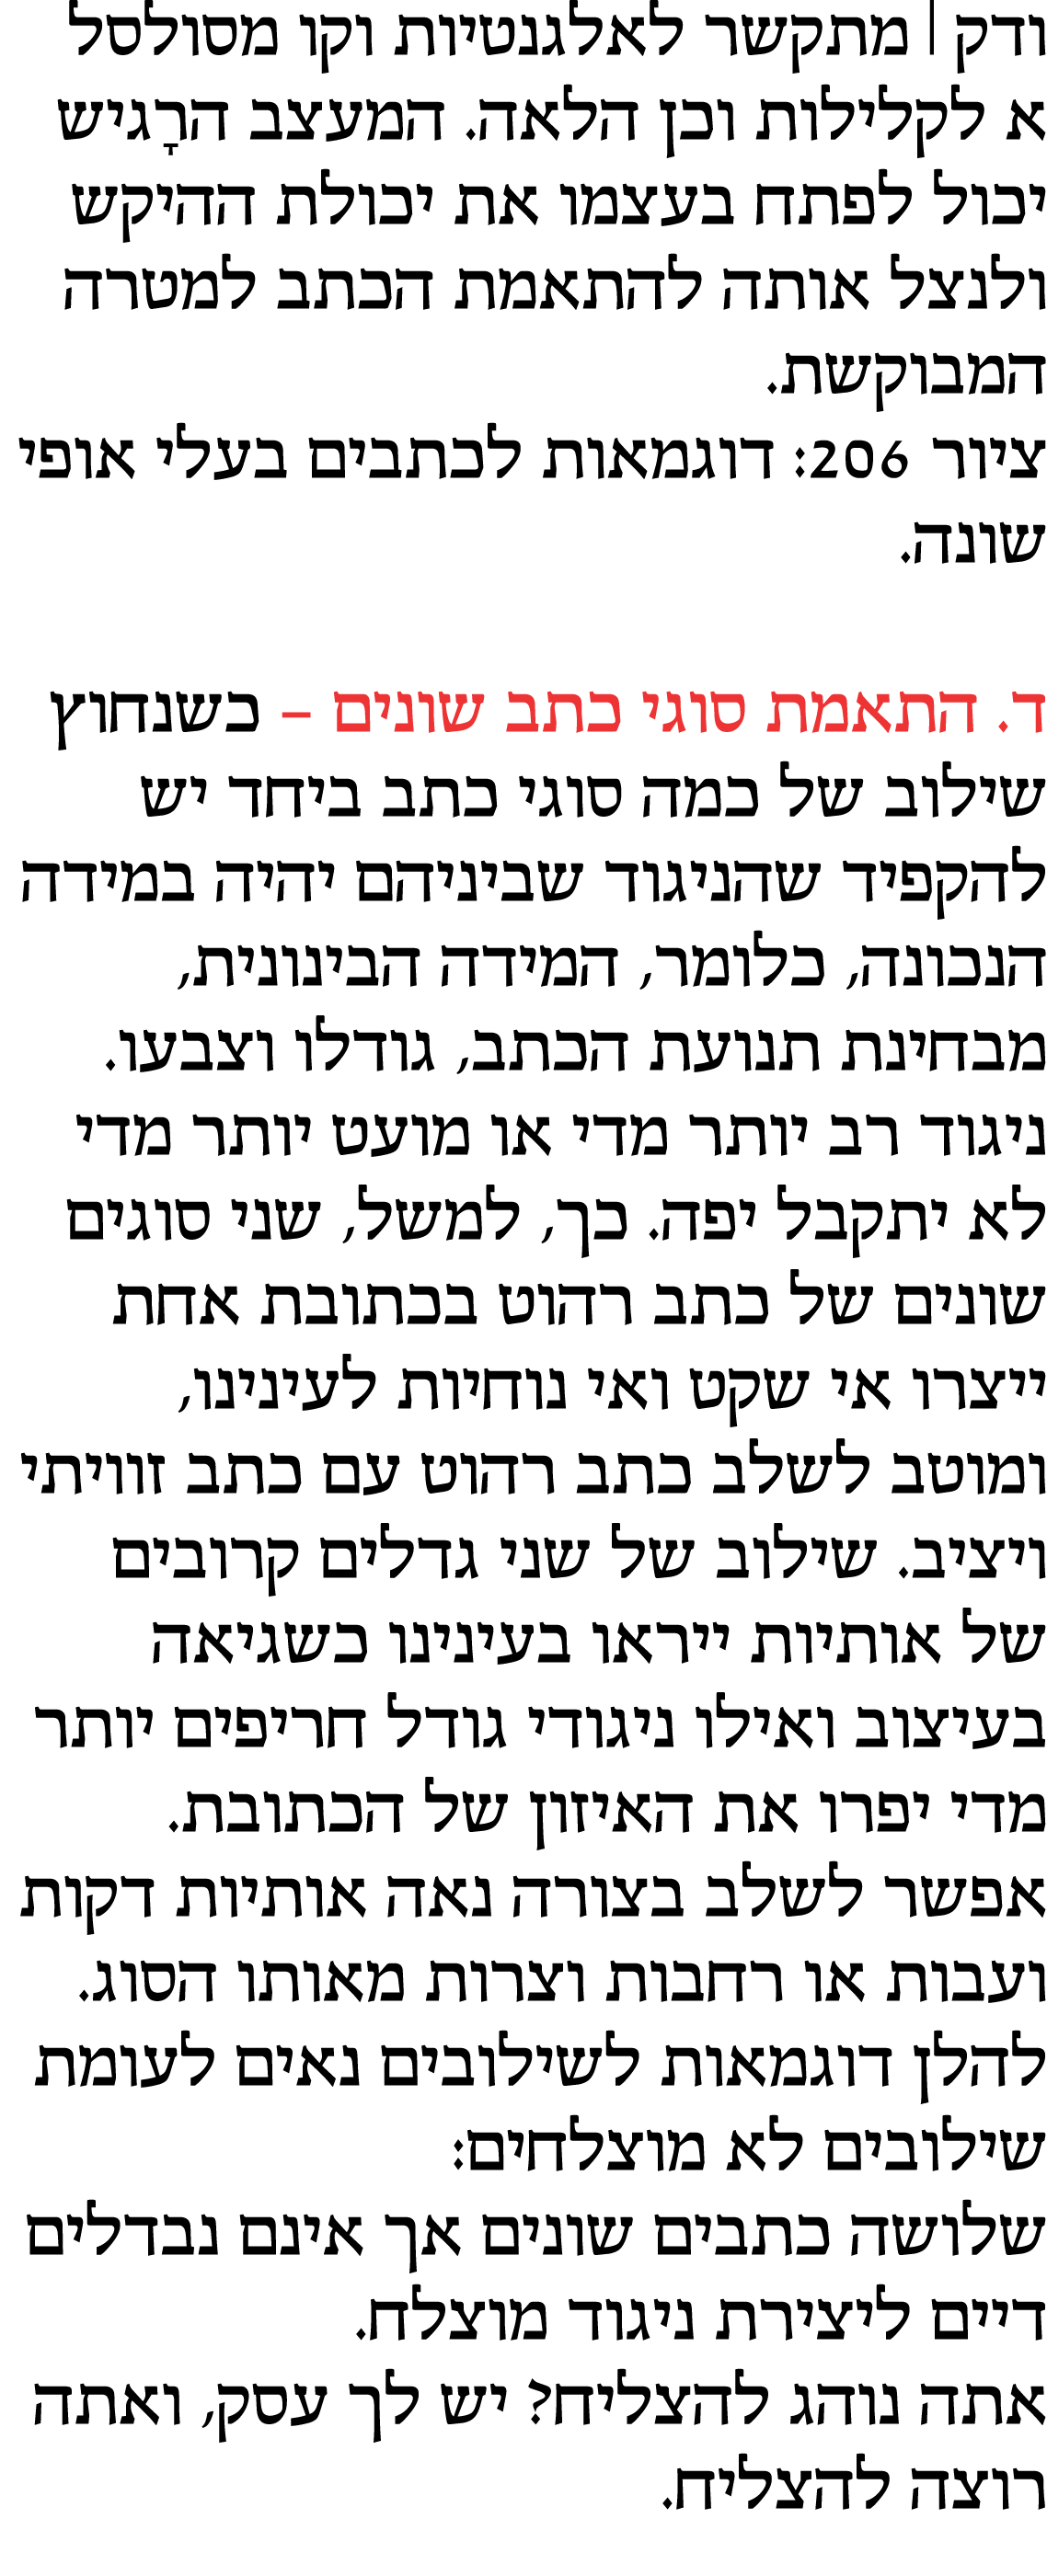 ודק | מתקשר לאלגנטיות וקו מסולסל
א לקלילות וכן הלאה. המעצב הרָגיש
יכול לפתח בעצמו את יכולת ההיקש
ולנצל אותה להתאמת הכתב למטרה
המבוקשת.
ציור 206: דוגמאות לכתבים בעלי אופי
שונה.
ד. התאמת סוגי כתב שונים – כשנחוץ
שילוב של כמה סוגי כתב ביחד יש
להקפיד שהניגוד שביניהם יהיה במידה
הנכונה, כלומר, המידה הבינונית,
מבחינת תנועת הכתב, גודלו וצבעו.
ניגוד רב יותר מדי או מועט יותר מדי
לא יתקבל יפה. כך, למשל, שני סוגים
שונים של כתב רהוט בכתובת אחת
ייצרו אי שקט ואי נוחיות לעינינו,
ומוטב לשלב כתב רהוט עם כתב זוויתי
ויציב. שילוב של שני גדלים קרובים
של אותיות ייראו בעינינו כשגיאה
בעיצוב ואילו ניגודי גודל חריפים יותר
מדי יפרו את האיזון של הכתובת.
אפשר לשלב בצורה נאה אותיות דקות
ועבות או רחבות וצרות מאותו הסוג.
להלן דוגמאות לשילובים נאים לעומת
שילובים לא מוצלחים:
שלושה כתבים שונים אך אינם נבדלים
דיים ליצירת ניגוד מוצלח.
אתה נוהג להצליח? יש לך עסק, ואתה
רוצה להצליח.